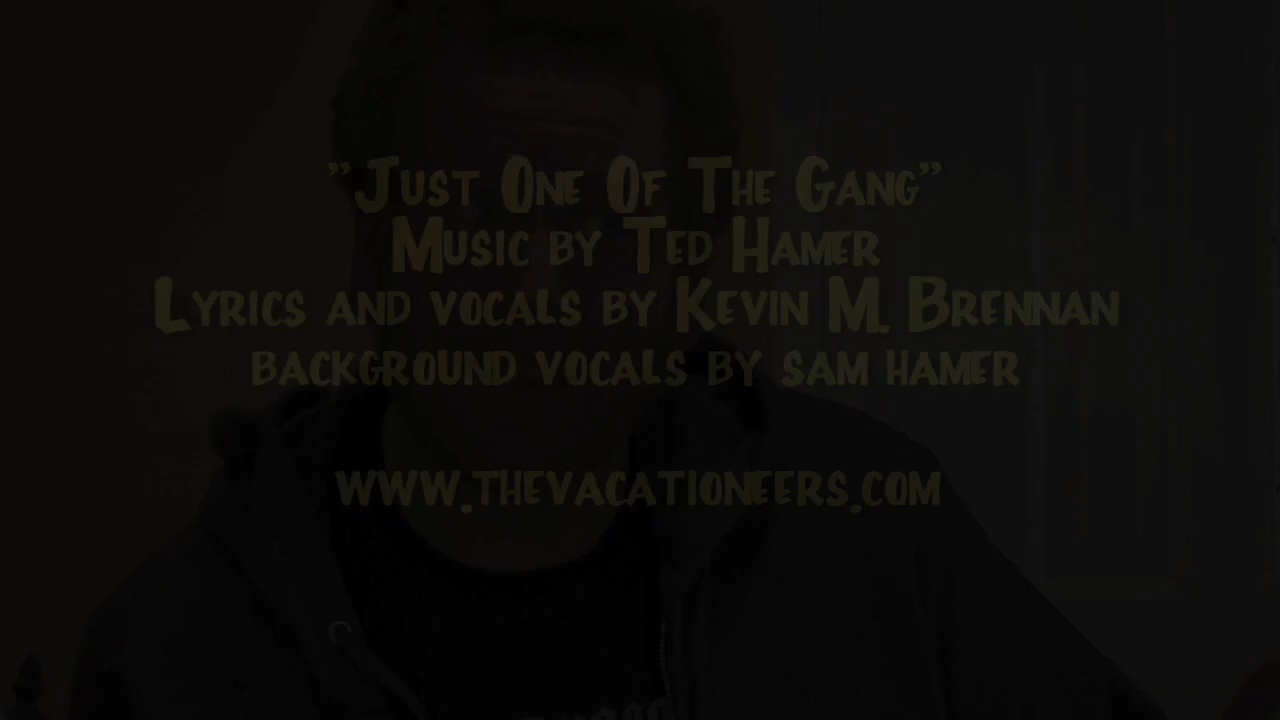 "Just One Of The Gang"
Music by Ted Hamer
Lyrics and vocals by Kevin M. Brennan
background vocals by sam hamer
www.thevacationeers.com